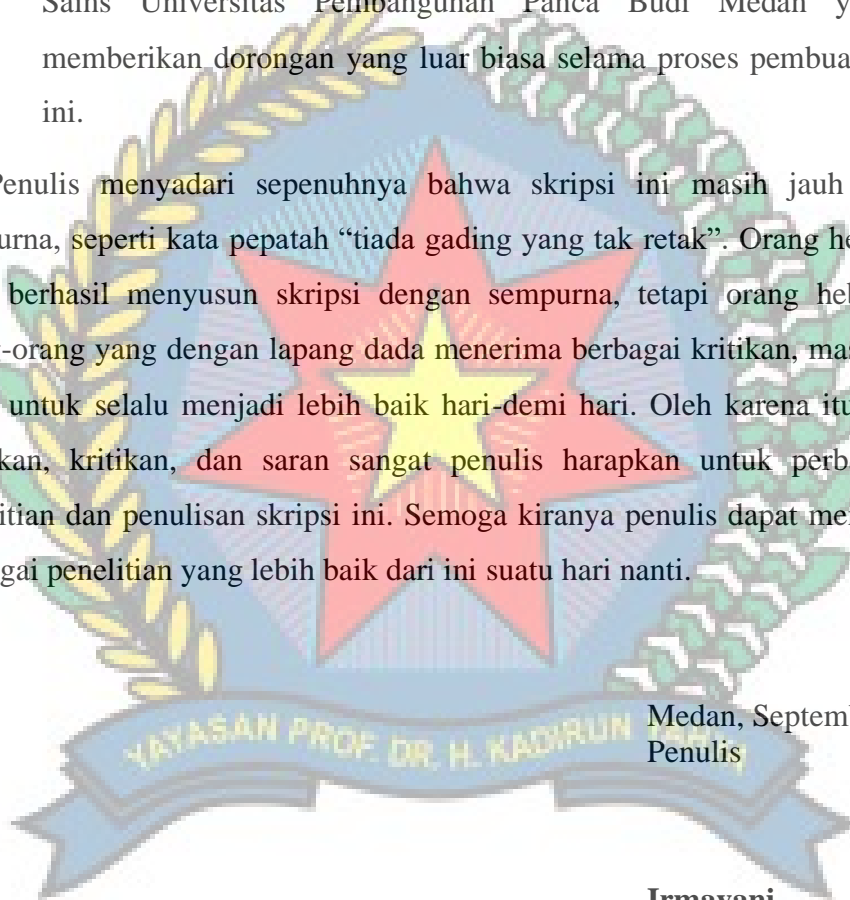 Sains Universitas Pembangunan Panca Budi Medan y
memberikan dorongan yang luar biasa selama proses pembua
ini.
Penulis menyadari sepenuhnya bahwa skripsi ini masih jauh
urna, seperti kata pepatah “tiada gading yang tak retak”. Orang he
berhasil menyusun skripsi dengan sempurna, tetapi orang heb
-orang yang dengan lapang dada menerima berbagai kritikan, mas
untuk selalu menjadi lebih baik hari-demi hari. Oleh karena itu
kan, kritikan, dan saran sangat penulis harapkan untuk perba
itian dan penulisan skripsi ini. Semoga kiranya penulis dapat me
gai penelitian yang lebih baik dari ini suatu hari nanti.
Medan, Septem
Penulis
YAYASAN PROF. DR. H. KADIRUN YAHYA
Irmayani